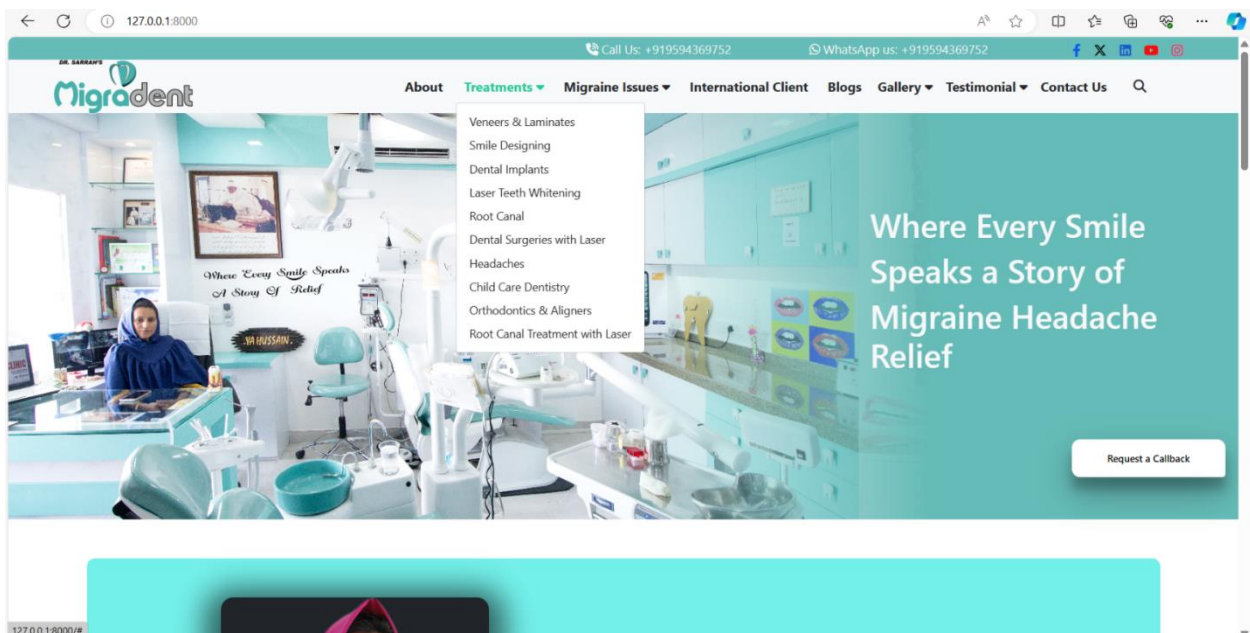 127.0.0.1:8000
Call Us: +919594369752 WhatsApp us: +919594369752
DR. SARRAH'S
Migradent
About Treatments Migraine Issues International Client Blogs Gallery Testimonial Contact Us
Veneers & Laminates
Smile Designing
Dental Implants
Laser Teeth Whitening
Root Canal
Dental Surgeries with Laser
Headaches
Child Care Dentistry
Orthodontics & Aligners
Root Canal Treatment with Laser
Where Every Smile Speaks
A Story Of Relief
YA HUSSAIN
CLINIC
Where Every Smile
Speaks a Story of
Migraine Headache
Relief
Request a Callback
127.0.0.1:8000/#